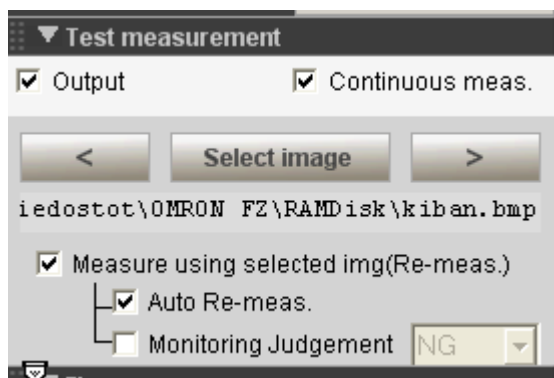 Test measurement
Output Continuous meas.
< Select image >
iedostot\OMRON FZ\RAMDisk\kiban.bmp
Measure using selected img(Re-meas.)
Auto Re-meas.
Monitoring Judgement NG